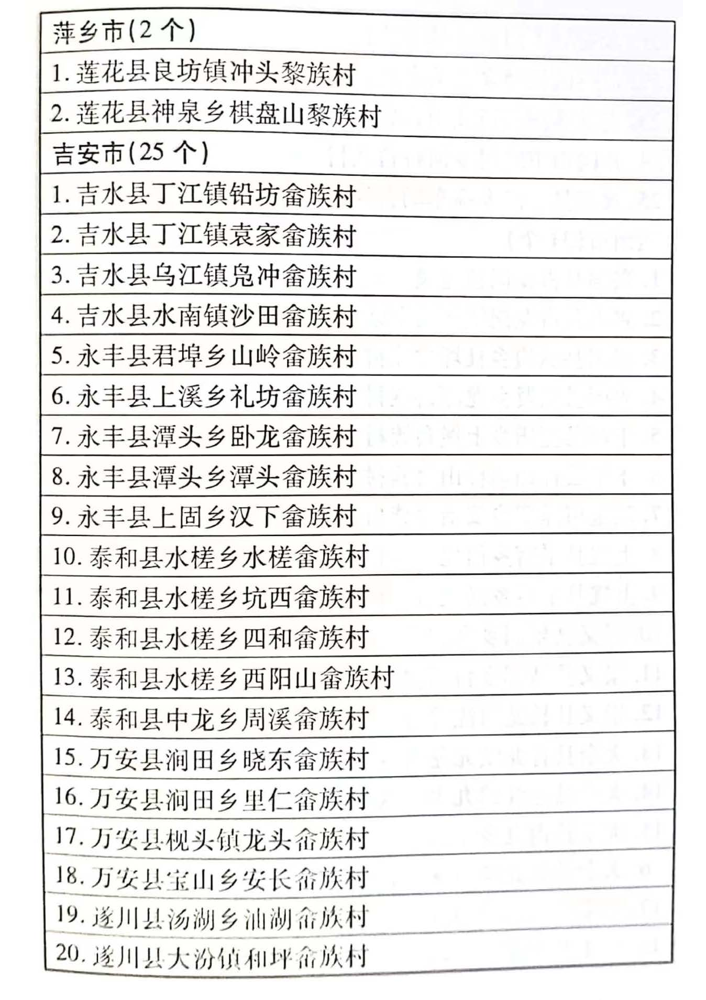 萍乡市(2 个)
1. 莲花县良坊镇冲头黎族村
2. 莲花县神泉乡棋盘山黎族村
吉安市(25 个)
1. 吉水县丁江镇铅坊畲族村
2. 吉水县丁江镇袁家畲族村
3. 吉水县乌江镇凫冲畲族村
4. 吉水县水南镇沙田畲族村
5. 永丰县君埠乡山岭畲族村
6. 永丰县上溪乡礼坊畲族村
7. 永丰县潭头乡卧龙畲族村
8. 永丰县潭头乡潭头畲族村
9. 永丰县上固乡汉下畲族村
10. 泰和县水槎乡水槎畲族村
11. 泰和县水槎乡坑西畲族村
12. 泰和县水槎乡四和畲族村
13. 泰和县水槎乡西阳山畲族村
14. 泰和县中龙乡周溪畲族村
15. 万安县涧田乡晓东畲族村
16. 万安县涧田乡里仁畲族村
17. 万安县枧头镇龙头畲族村
18. 万安县宝山乡安长畲族村
19. 遂川县汤湖乡汕湖畲族村
20. 遂川县大汾镇和坪畲族村